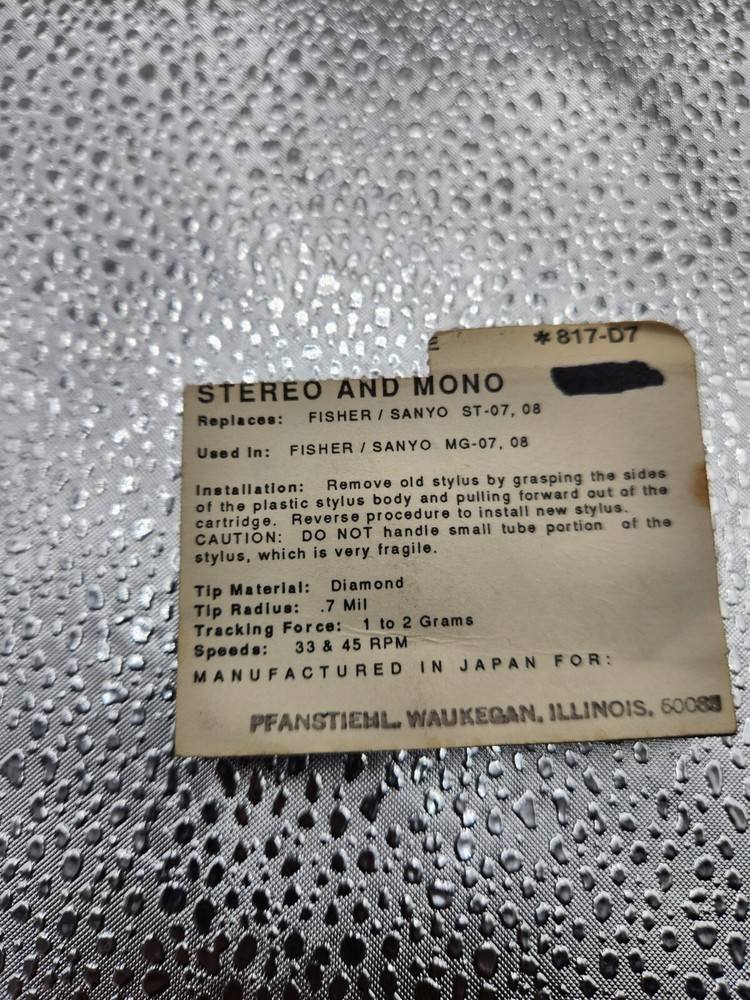 *817-D7
STEREO AND MONO
Replaces: FISHER / SANYO ST-07, 08
Used In: FISHER / SANYO MG-07, 08
Installation: Remove old stylus by grasping the sides
of the plastic stylus body and pulling forward out of the
cartridge. Reverse procedure to install new stylus.
CAUTION: DO NOT handle small tube portion of the
stylus, which is very fragile.
Tip Material: Diamond
Tip Radius: .7 Mil
Tracking Force: 1 to 2 Grams
Speeds: 33 & 45 RPM
MANUFACTURED IN JAPAN FOR:
PFANSTIEHL, WAUKEGAN, ILLINOIS,